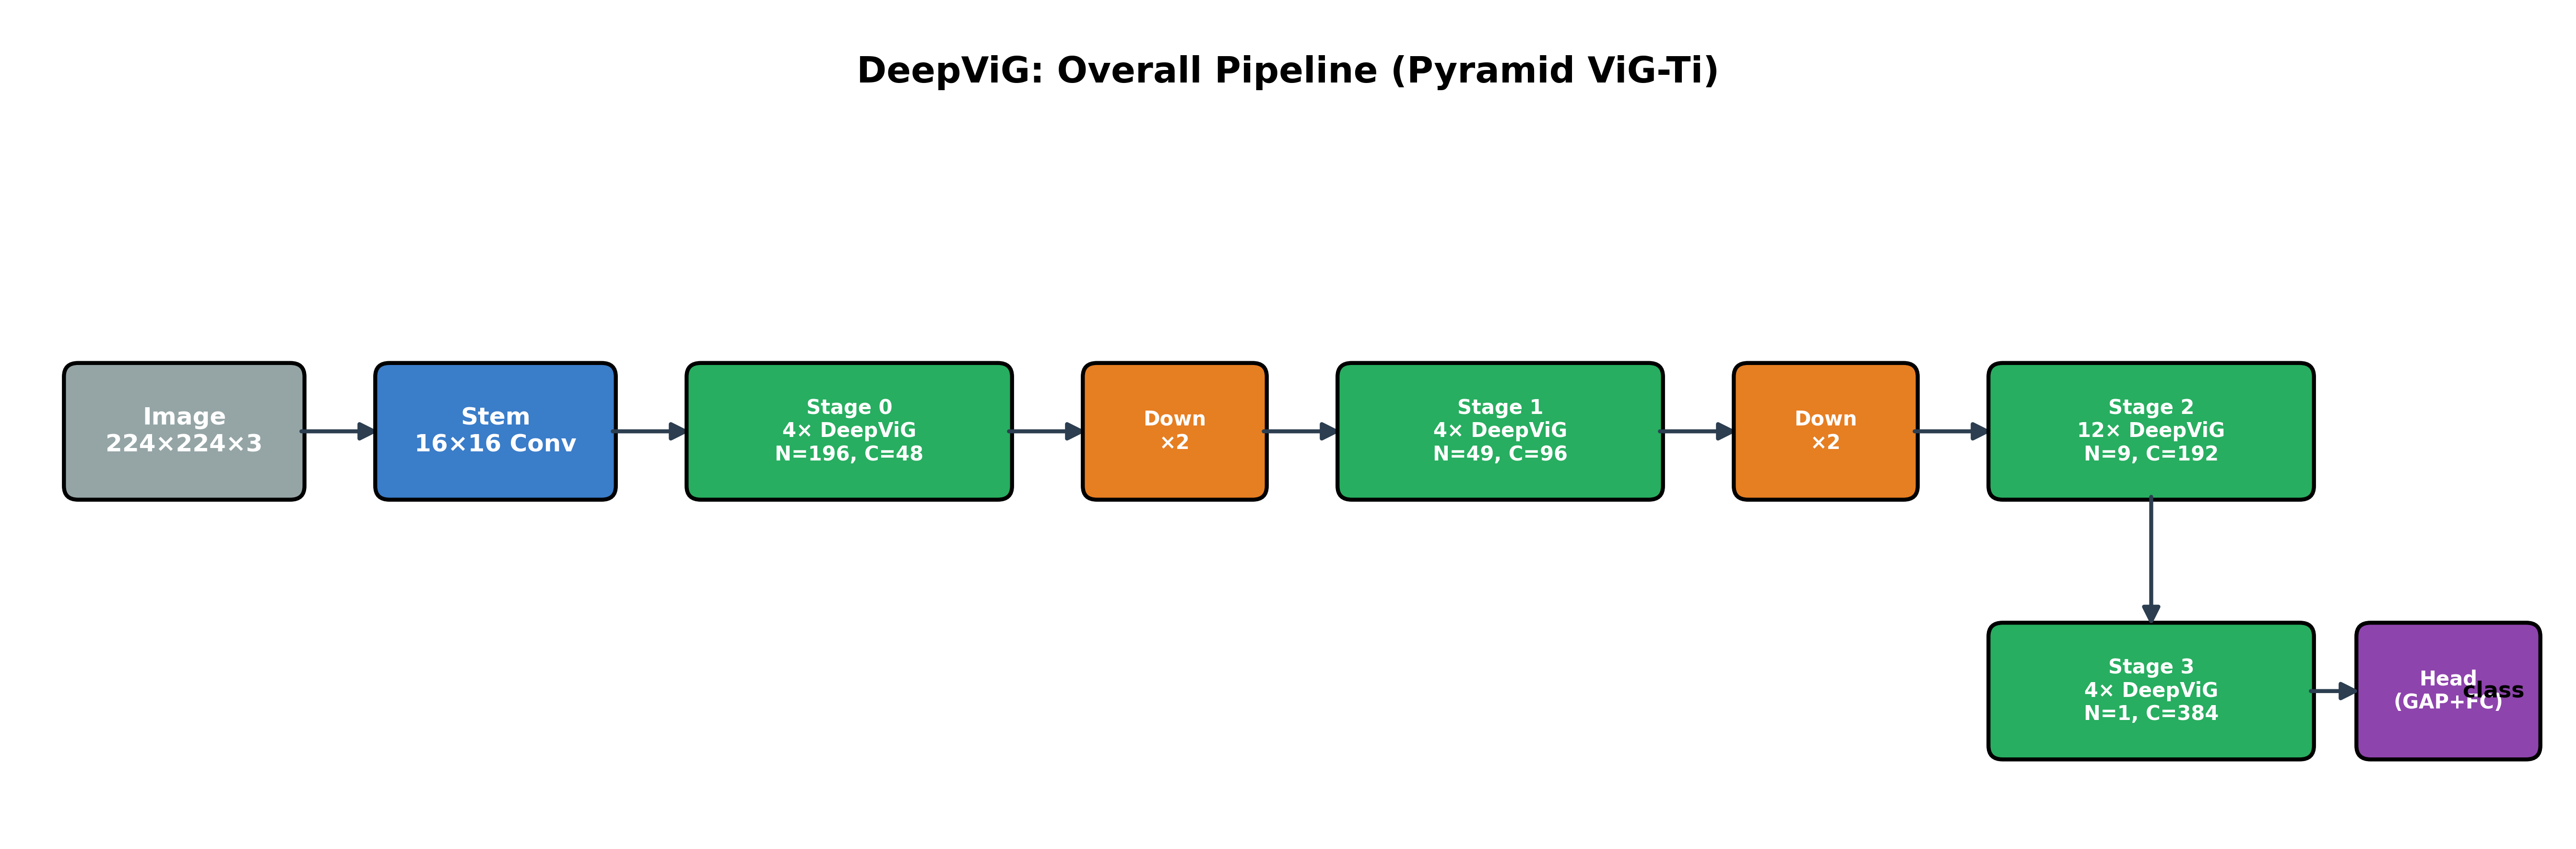 DeepViG: Overall Pipeline (Pyramid ViG-Ti)
Image
224×224×3
Stem
16×16 Conv
Stage 0
4× DeepViG
N=196, C=48
Down
×2
Stage 1
4× DeepViG
N=49, C=96
Down
×2
Stage 2
12× DeepViG
N=9, C=192
Stage 3
4× DeepViG
N=1, C=384
Head
(GAP+FC)
class